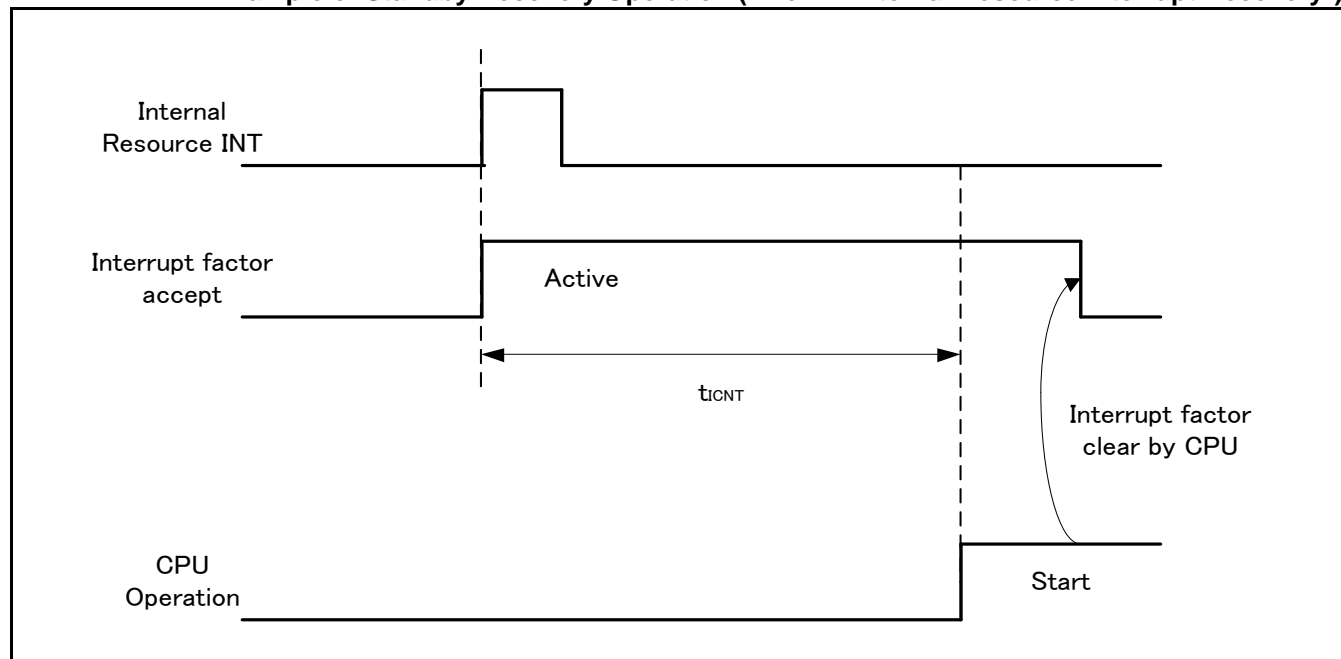 Internal
Resource INT
Interrupt factor
accept
Active
tICNT
Interrupt factor
clear by CPU
CPU
Operation
Start